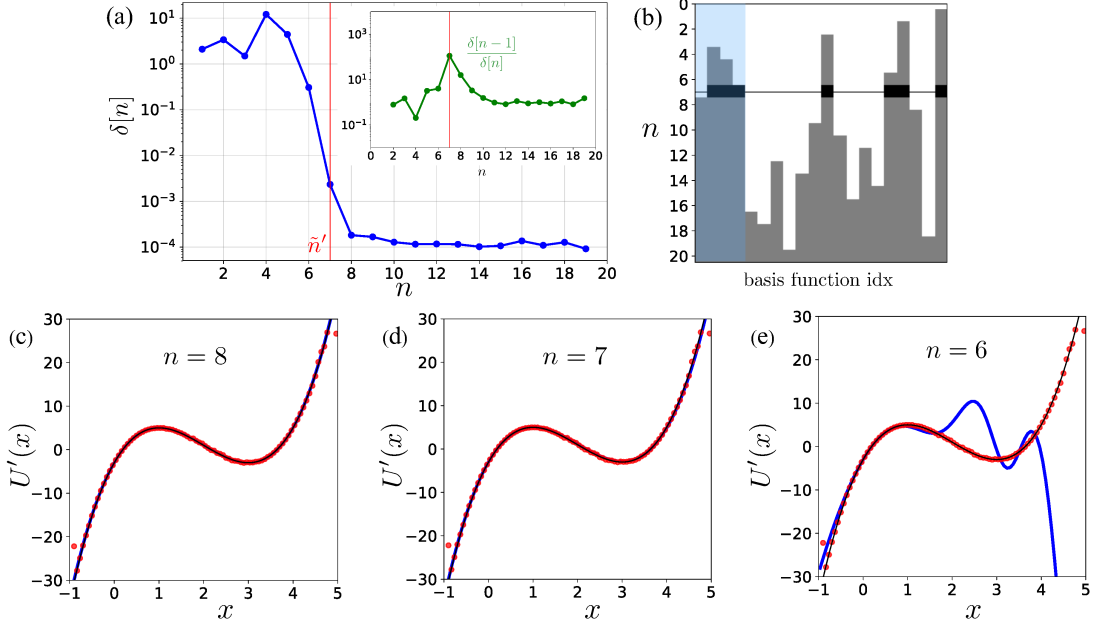 (a)
10^1
10^0
10^-1
10^-2
10^-3
10^-4
δ[n]
ñ′
2 4 6 8 10 12 14 16 18 20
n
10^3
10^1
10^-1
δ[n − 1]
δ[n]
0 2 4 6 8 10 12 14 16 18 20
n
(b)
0
2
4
6
8
10
12
14
16
18
20
n
basis function idx
(c)
n = 8
30
20
10
0
−10
−20
−30
U′(x)
−1 0 1 2 3 4 5
x
(d)
n = 7
30
20
10
0
−10
−20
−30
U′(x)
−1 0 1 2 3 4 5
x
(e)
n = 6
30
20
10
0
−10
−20
−30
U′(x)
−1 0 1 2 3 4 5
x